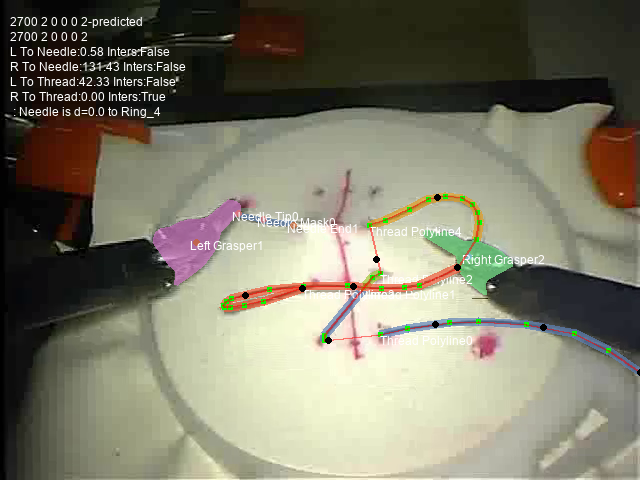 2700 2 0 0 0 2-predicted
2700 2 0 0 0 2
L To Needle:0.58 Inters:False
R To Needle:131.43 Inters:False
L To Thread:42.33 Inters:False
R To Thread:0.00 Inters:True
: Needle is d=0.0 to Ring_4
Needle Tip0
Needle Mask0
Needle End1
Thread Polyline4
Left Grasper1
Right Grasper2
Thread Polyline2
Thread Polyline1
Thread Polyline0